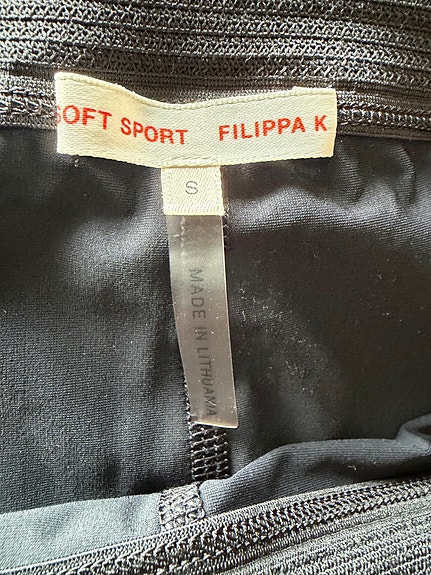 SOFT SPORT FILIPPA K
S
MADE IN LITHUANIA